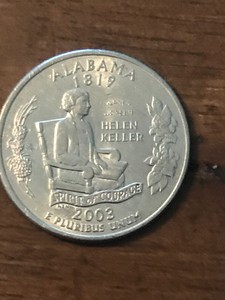 ALABAMA
1819
HELEN
KELLER
SPIRIT of COURAGE
2003
E PLURIBUS UNUM